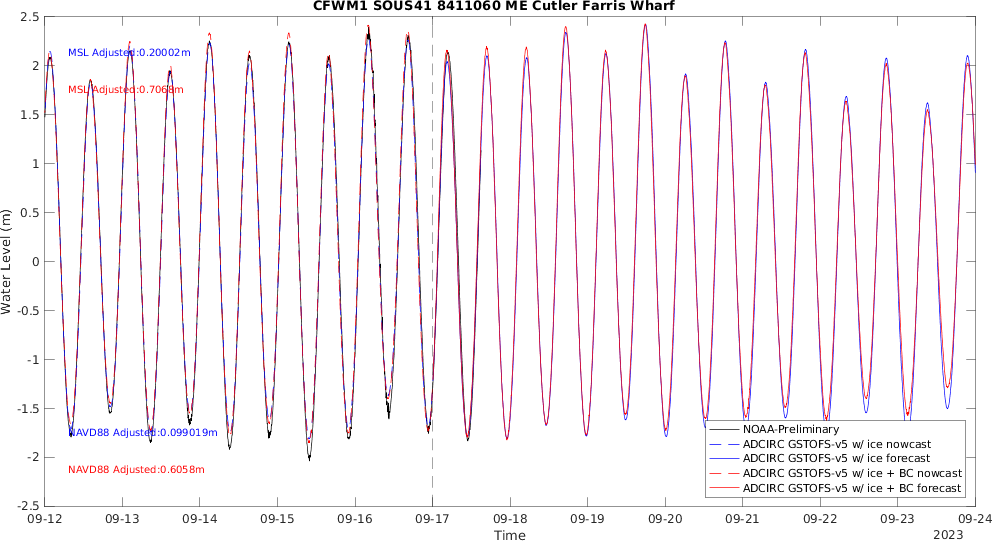 CFWM1 SOUS41 8411060 ME Cutler Farris Wharf
2.5
2
1.5
1
0.5
0
-0.5
-1
-1.5
-2
-2.5
Water Level (m)
MSL Adjusted:0.20002m
MSL Adjusted:0.7068m
NAVD88 Adjusted:0.099019m
NAVD88 Adjusted:0.6058m
NOAA-Preliminary
ADCIRC GSTOFS-v5 w/ ice nowcast
ADCIRC GSTOFS-v5 w/ ice forecast
ADCIRC GSTOFS-v5 w/ ice + BC nowcast
ADCIRC GSTOFS-v5 w/ ice + BC forecast
09-12 09-13 09-14 09-15 09-16 09-17 09-18 09-19 09-20 09-21 09-22 09-23 09-24
Time
2023